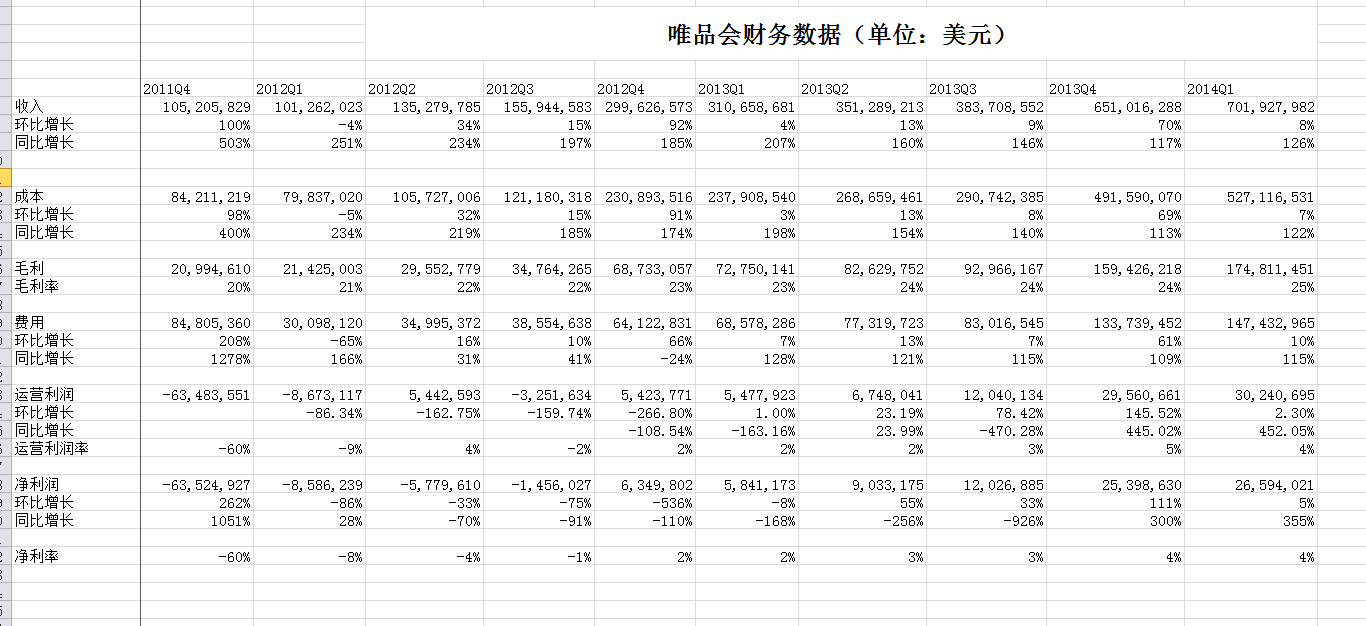 唯品会财务数据（单位：美元）
2011Q4 2012Q1 2012Q2 2012Q3 2012Q4 2013Q1 2013Q2 2013Q3 2013Q4 2014Q1
收入 105,205,829 101,262,023 135,279,785 155,944,583 299,626,573 310,658,681 351,289,213 383,708,552 651,016,288 701,927,982
环比增长 100% -4% 34% 15% 92% 4% 13% 9% 70% 8%
同比增长 503% 251% 234% 197% 185% 207% 160% 146% 117% 126%
成本 84,211,219 79,837,020 105,727,006 121,180,318 230,893,516 237,908,540 268,659,461 290,742,385 491,590,070 527,116,531
环比增长 98% -5% 32% 15% 91% 3% 13% 8% 69% 7%
同比增长 400% 234% 219% 185% 174% 198% 154% 140% 113% 122%
毛利 20,994,610 21,425,003 29,552,779 34,764,265 68,733,057 72,750,141 82,629,752 92,966,167 159,426,218 174,811,451
毛利率 20% 21% 22% 22% 23% 23% 24% 24% 24% 25%
费用 84,805,360 30,098,120 34,995,372 38,554,638 64,122,831 68,578,286 77,319,723 83,016,545 133,739,452 147,432,965
环比增长 208% -65% 16% 10% 66% 7% 13% 7% 61% 10%
同比增长 1278% 166% 31% 41% -24% 128% 121% 115% 109% 115%
运营利润 -63,483,551 -8,673,117 5,442,593 -3,251,634 5,423,771 5,477,923 6,748,041 12,040,134 29,560,661 30,240,695
环比增长 -86.34% -162.75% -159.74% -266.80% 1.00% 23.19% 78.42% 145.52% 2.30%
同比增长 -108.54% -163.16% 23.99% -470.28% 445.02% 452.05%
运营利润率 -60% -9% 4% -2% 2% 2% 2% 3% 5% 4%
净利润 -63,524,927 -8,586,239 -5,779,610 -1,456,027 6,349,802 5,841,173 9,033,175 12,026,885 25,398,630 26,594,021
环比增长 262% -86% -33% -75% -536% -8% 55% 33% 111% 5%
同比增长 1051% 28% -70% -91% -110% -168% -256% -926% 300% 355%
净利率 -60% -8% -4% -1% 2% 2% 3% 3% 4% 4%